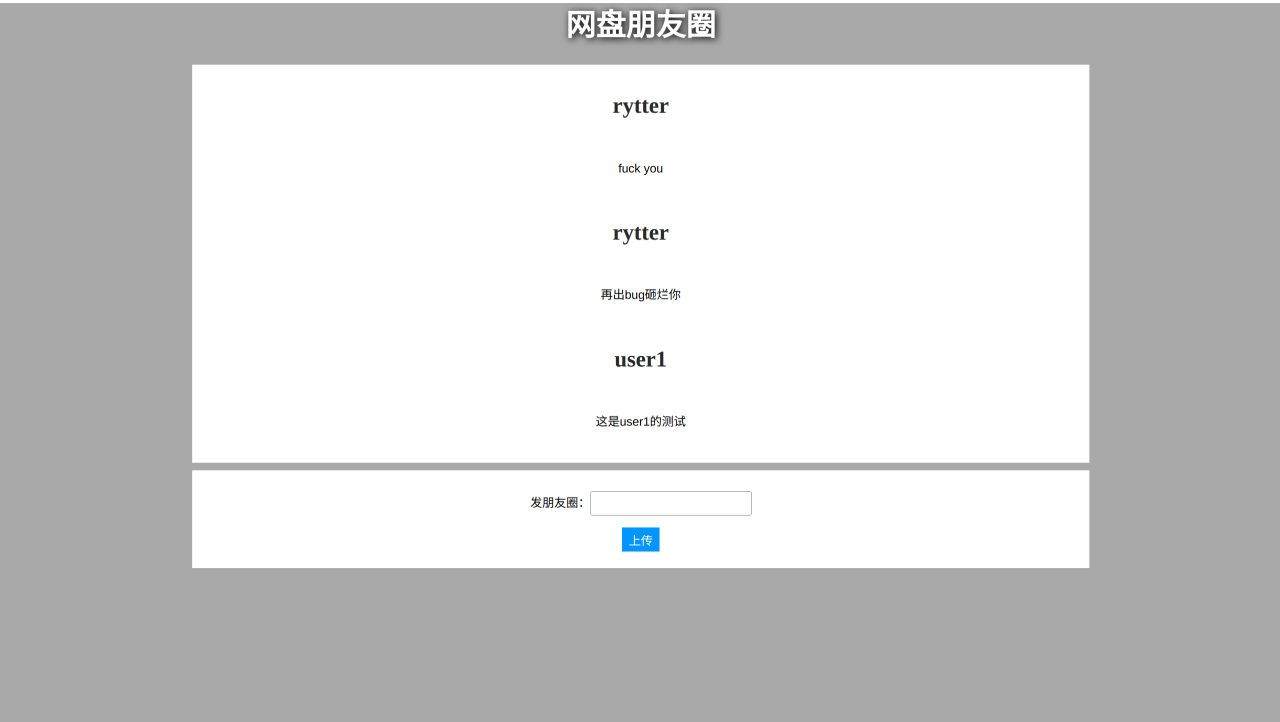 网盘朋友圈
rytter
fuck you
rytter
再出bug砸烂你
user1
这是user1的测试
发朋友圈：
上传